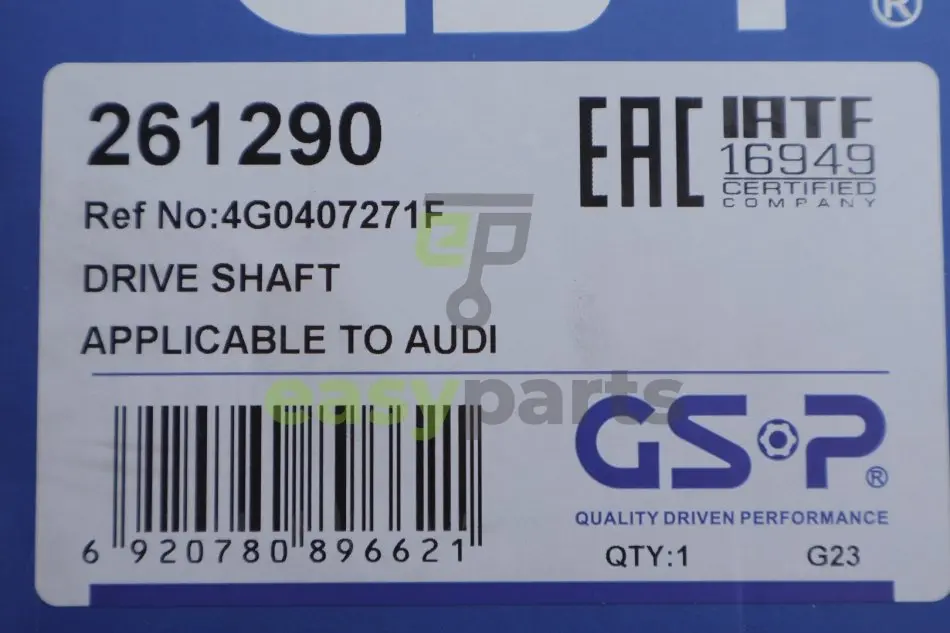 261290
EAC
IATF
16949
CERTIFIED
COMPANY
Ref No:4G0407271F
DRIVE SHAFT
APPLICABLE TO AUDI
ep
easyparts
GSP®
QUALITY DRIVEN PERFORMANCE
6 920780 896621
QTY:1 G23